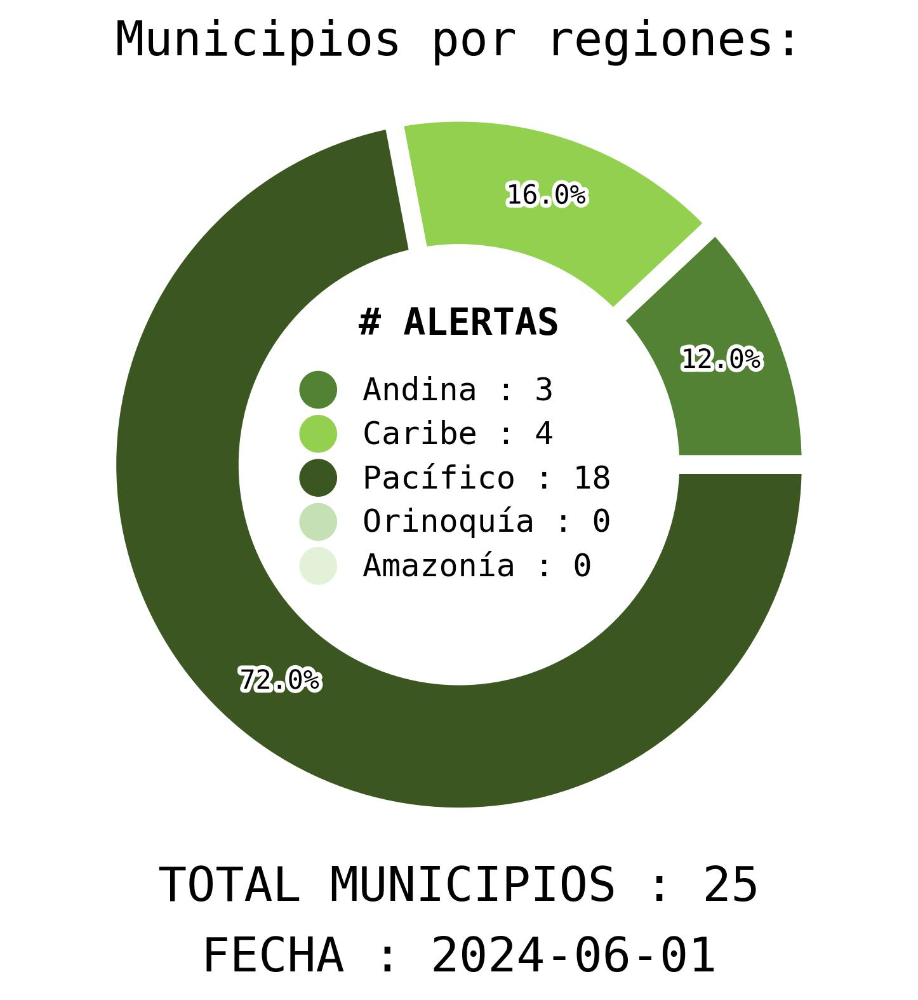 Municipios por regiones:
16.0%
12.0%
# ALERTAS
Andina : 3
Caribe : 4
Pacífico : 18
Orinoquía : 0
Amazonía : 0
72.0%
TOTAL MUNICIPIOS : 25
FECHA : 2024-06-01